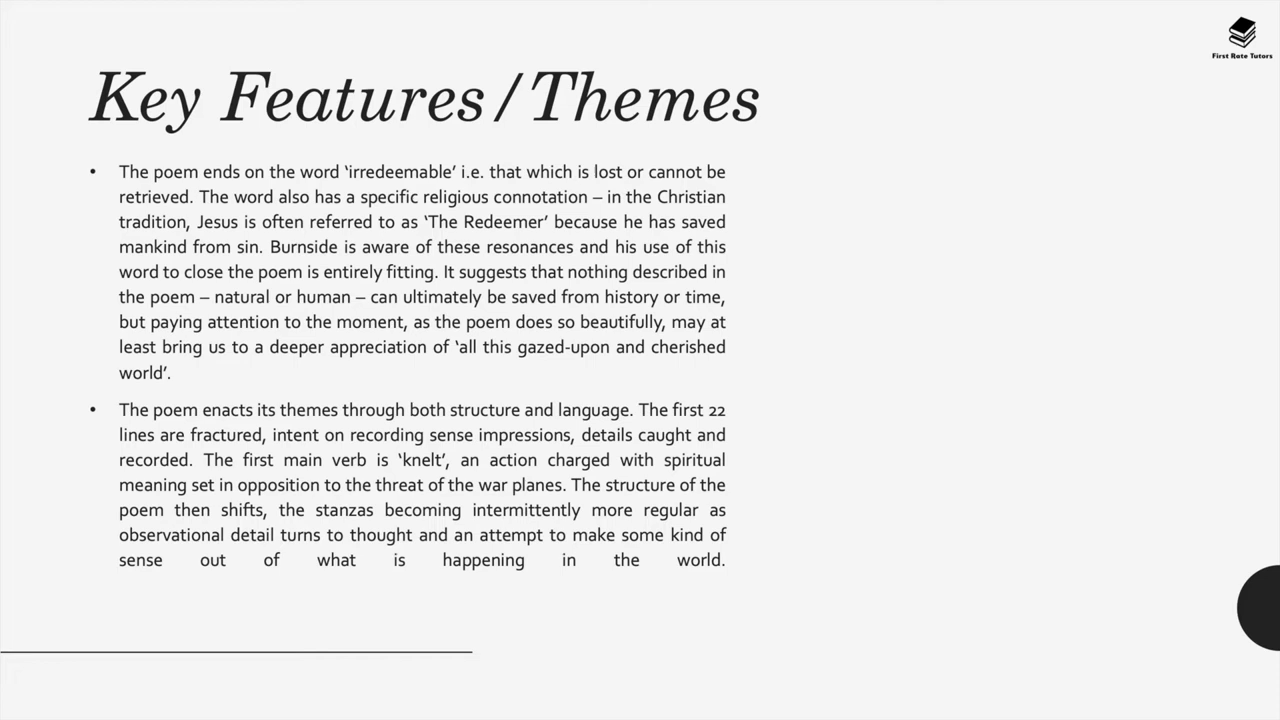 First Rate Tutors
Key Features/Themes
• The poem ends on the word ‘irredeemable’ i.e. that which is lost or cannot be
retrieved. The word also has a specific religious connotation – in the Christian
tradition, Jesus is often referred to as ‘The Redeemer’ because he has saved
mankind from sin. Burnside is aware of these resonances and his use of this
word to close the poem is entirely fitting. It suggests that nothing described in
the poem – natural or human – can ultimately be saved from history or time,
but paying attention to the moment, as the poem does so beautifully, may at
least bring us to a deeper appreciation of ‘all this gazed-upon and cherished
world’.
• The poem enacts its themes through both structure and language. The first 22
lines are fractured, intent on recording sense impressions, details caught and
recorded. The first main verb is ‘knelt’, an action charged with spiritual
meaning set in opposition to the threat of the war planes. The structure of the
poem then shifts, the stanzas becoming intermittently more regular as
observational detail turns to thought and an attempt to make some kind of
sense out of what is happening in the world.